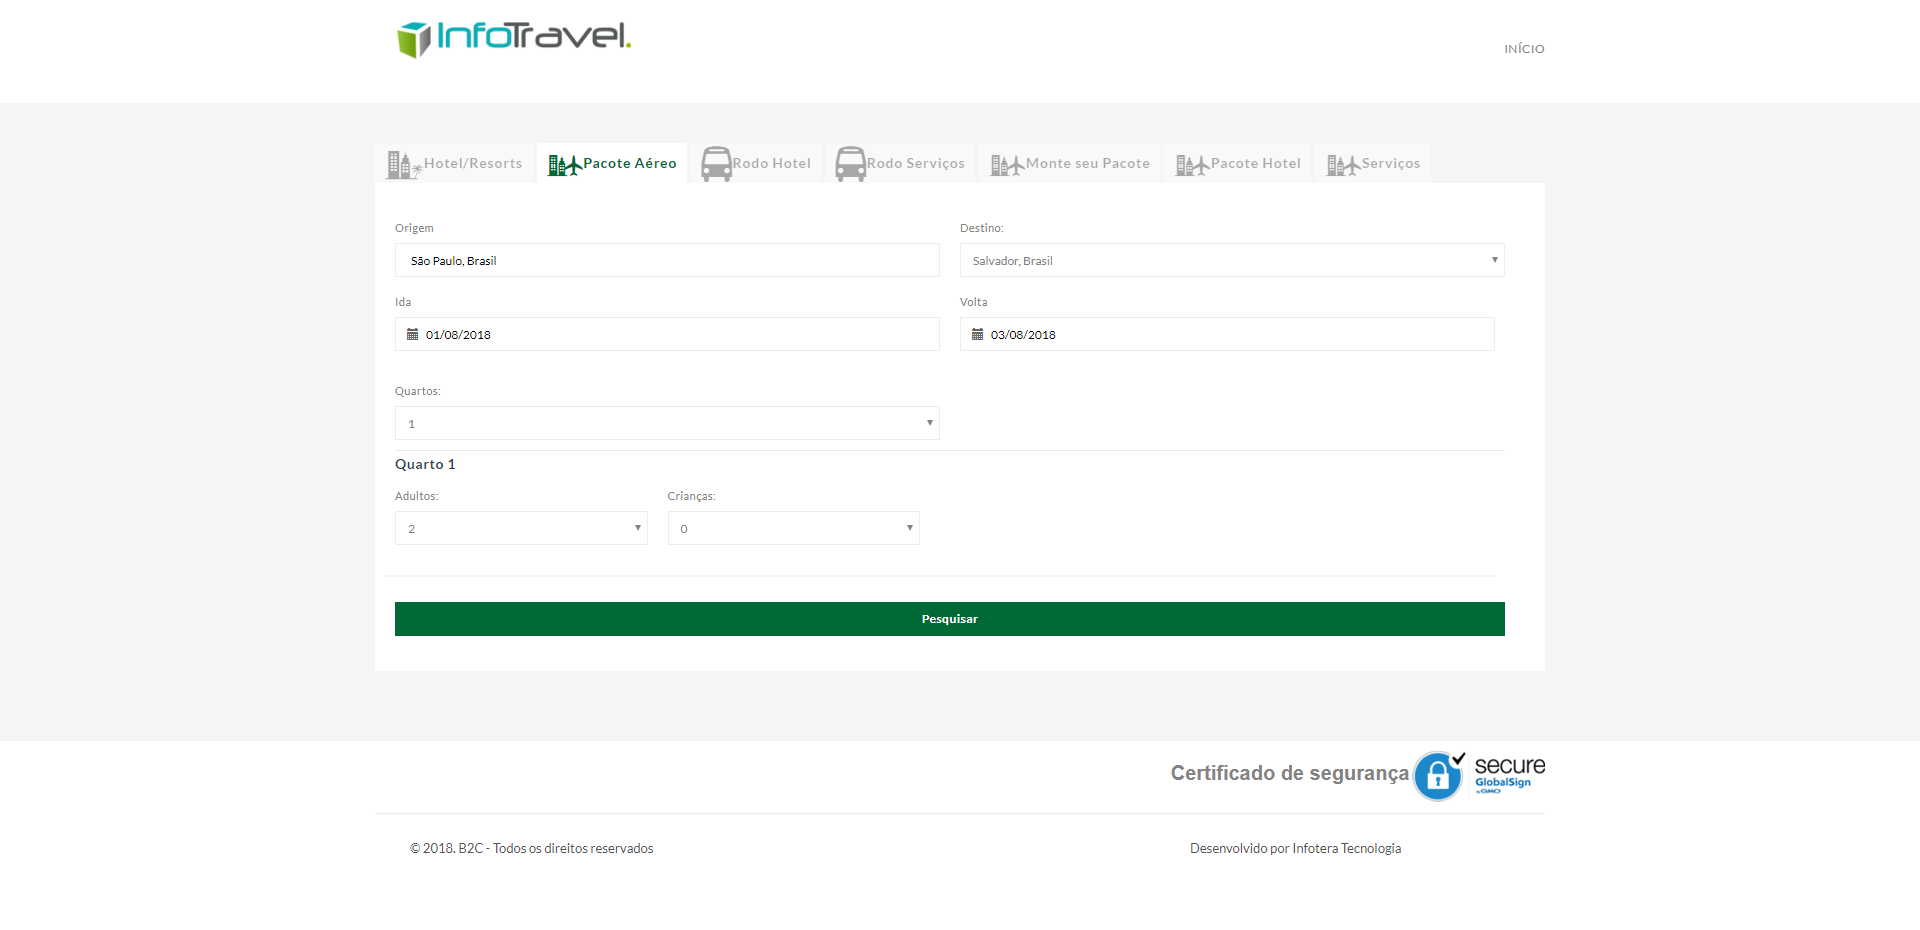 InfoTravel.
INÍCIO
Hotel/Resorts Pacote Aéreo Rodo Hotel Rodo Serviços Monte seu Pacote Pacote Hotel Serviços
Origem Destino:
São Paulo, Brasil Salvador, Brasil
Ida Volta
01/08/2018 03/08/2018
Quartos:
1
Quarto 1
Adultos: Crianças:
2 0
Pesquisar
Certificado de segurança secure
GlobalSign
by GMO
© 2018. B2C - Todos os direitos reservados Desenvolvido por Infotera Tecnologia